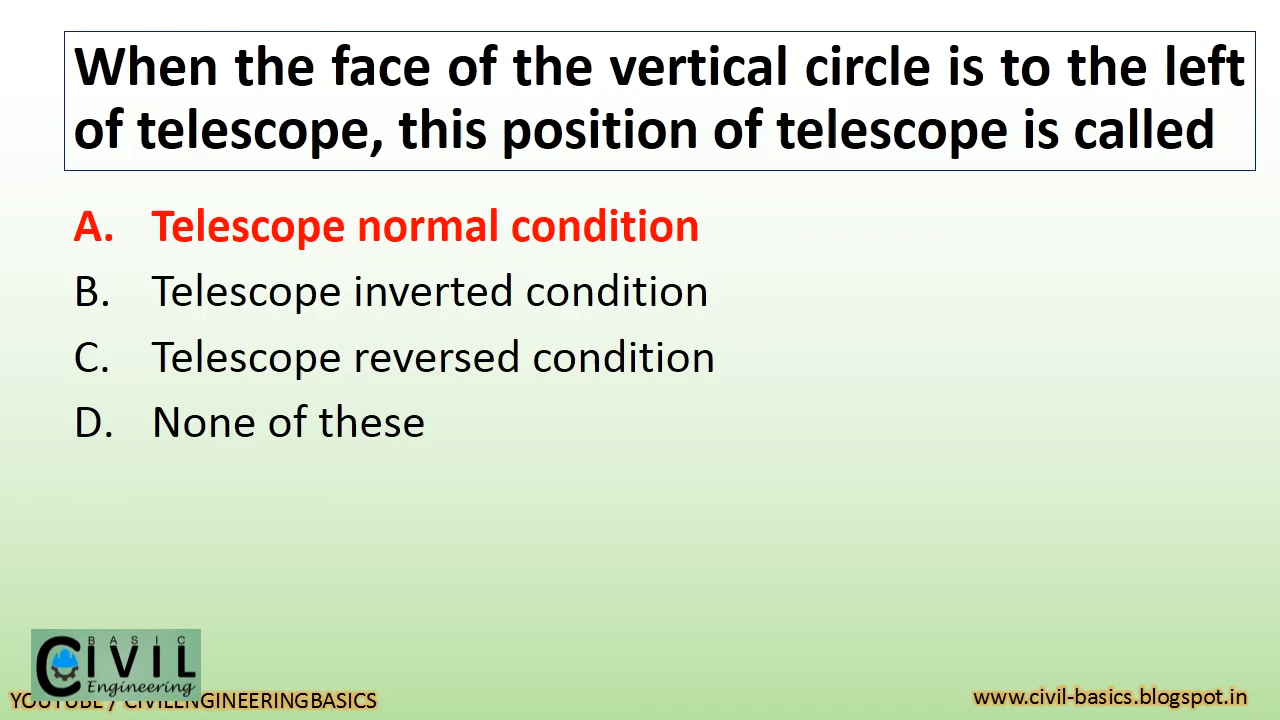 When the face of the vertical circle is to the left
of telescope, this position of telescope is called
A. Telescope normal condition
B. Telescope inverted condition
C. Telescope reversed condition
D. None of these
BASIC
CIVIL
Engineering
YOUTUBE / CIVILENGINEERINGBASICS
www.civil-basics.blogspot.in